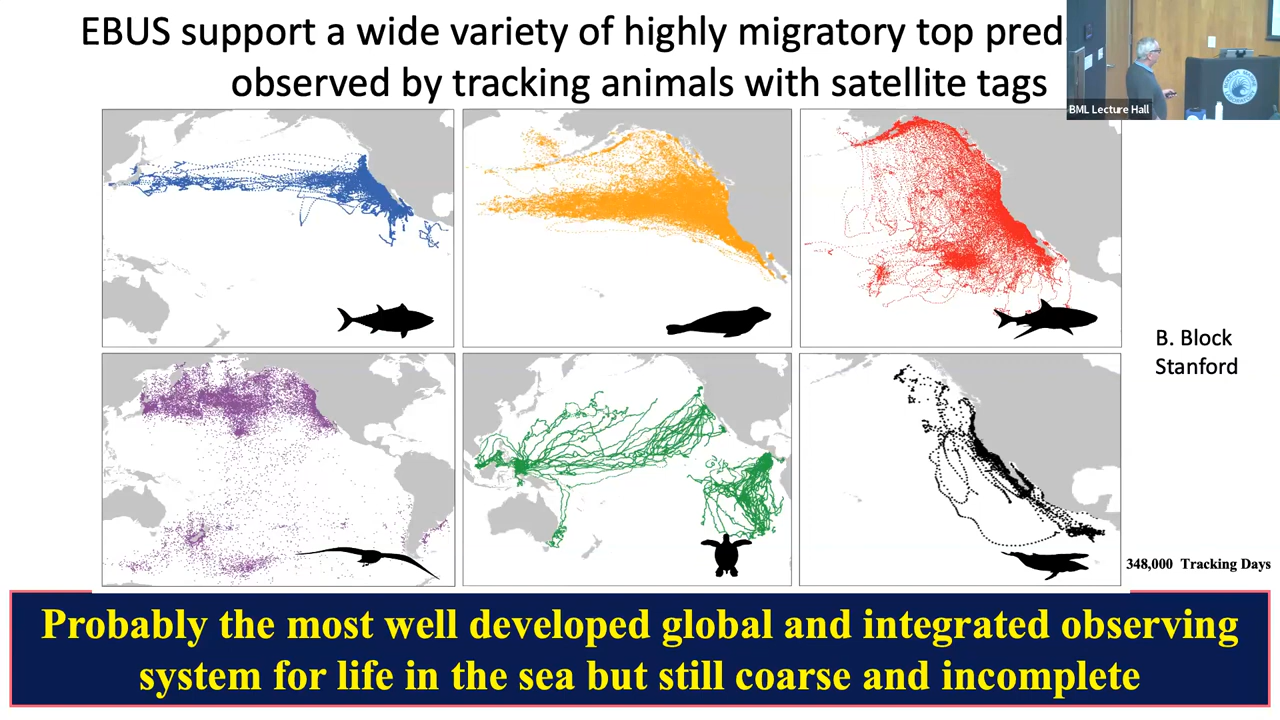 EBUS support a wide variety of highly migratory top pred
observed by tracking animals with satellite tags
BML Lecture Hall
B. Block
Stanford
348,000 Tracking Days
Probably the most well developed global and integrated observing
system for life in the sea but still coarse and incomplete